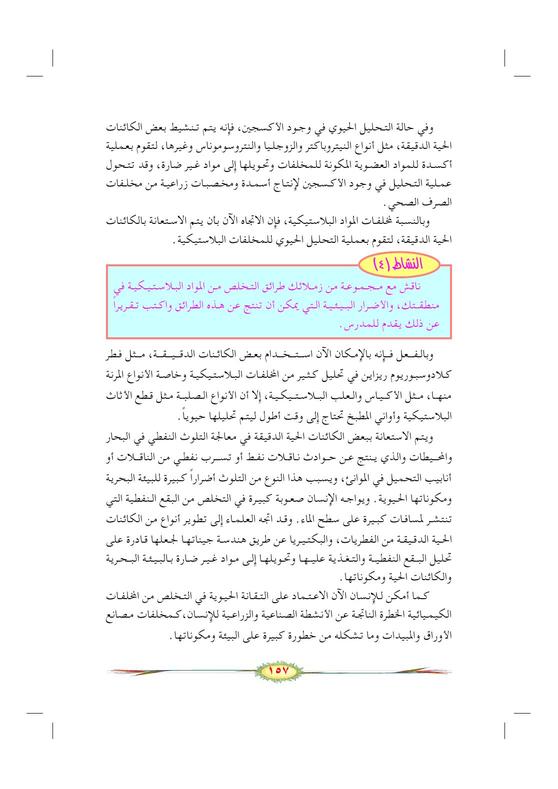 وفي حالة التحليل الحيوي في وجود الأكسجين، فإنه يتم تنشيط بعض الكائنات
الحية الدقيقة، مثل أنواع النيتروباكتر والزوجليا والنتروسوموناس وغيرها، لتقوم بعملية
أكسدة للمواد العضوية المكونة للمخلفات وتحويلها إلى مواد غير ضارة، وقد تتحول
عملية التحليل في وجود الأكسجين لإنتاج أسمدة ومخصبات زراعية من مخلفات
الصرف الصحي.
وبالنسبة لمخلفات المواد البلاستيكية، فإن الاتجاه الآن بأن يتم الاستعانة بالكائنات
الحية الدقيقة، لتقوم بعملية التحليل الحيوي للمخلفات البلاستيكية.
النشاط (٤)
ناقش مع مجموعة من زملائك طرائق التخلص من المواد البلاستيكية في
منطقتك، والأضرار البيئية التي يمكن أن تنتج عن هذه الطرائق واكتب تقريراً
عن ذلك يقدم للمدرس.
وبالفعل فإنه بالإمكان الآن استخدام بعض الكائنات الدقيقة، مثل فطر
كلادوسبوريوم ريزاين في تحليل كثير من المخلفات البلاستيكية وخاصة الأنواع المرنة
منها، مثل الأكياس والعلب البلاستيكية، إلا أن الأنواع الصلبة مثل قطع الأثاث
البلاستيكية وأواني المطبخ تحتاج إلى وقت أطول ليتم تحليلها حيوياً.
ويتم الاستعانة ببعض الكائنات الحية الدقيقة في معالجة التلوث النفطي في البحار
والمحيطات والذي ينتج عن حوادث ناقلات نفط أو تسرب نفطي من الناقلات أو
أنابيب التحميل في الموانئ، ويسبب هذا النوع من التلوث أضراراً كبيرة للبيئة البحرية
ومكوناتها الحيوية. ويواجه الإنسان صعوبة كبيرة في التخلص من البقع النفطية التي
تنتشر لمسافات كبيرة على سطح الماء. وقد اتجه العلماء إلى تطوير أنواع من الكائنات
الحية الدقيقة من الفطريات، والبكتيريا عن طريق هندسة جيناتها لجعلها قادرة على
تحليل البقع النفطية والتغذية عليها وتحويلها إلى مواد غير ضارة بالبيئة البحرية
والكائنات الحية ومكوناتها.
كما أمكن للإنسان الآن الاعتماد على التقانة الحيوية في التخلص من المخلفات
الكيميائية الخطرة الناتجة عن الأنشطة الصناعية والزراعية للإنسان،كمخلفات مصانع
الأوراق والمبيدات وما تشكله من خطورة كبيرة على البيئة ومكوناتها.
١٥٧